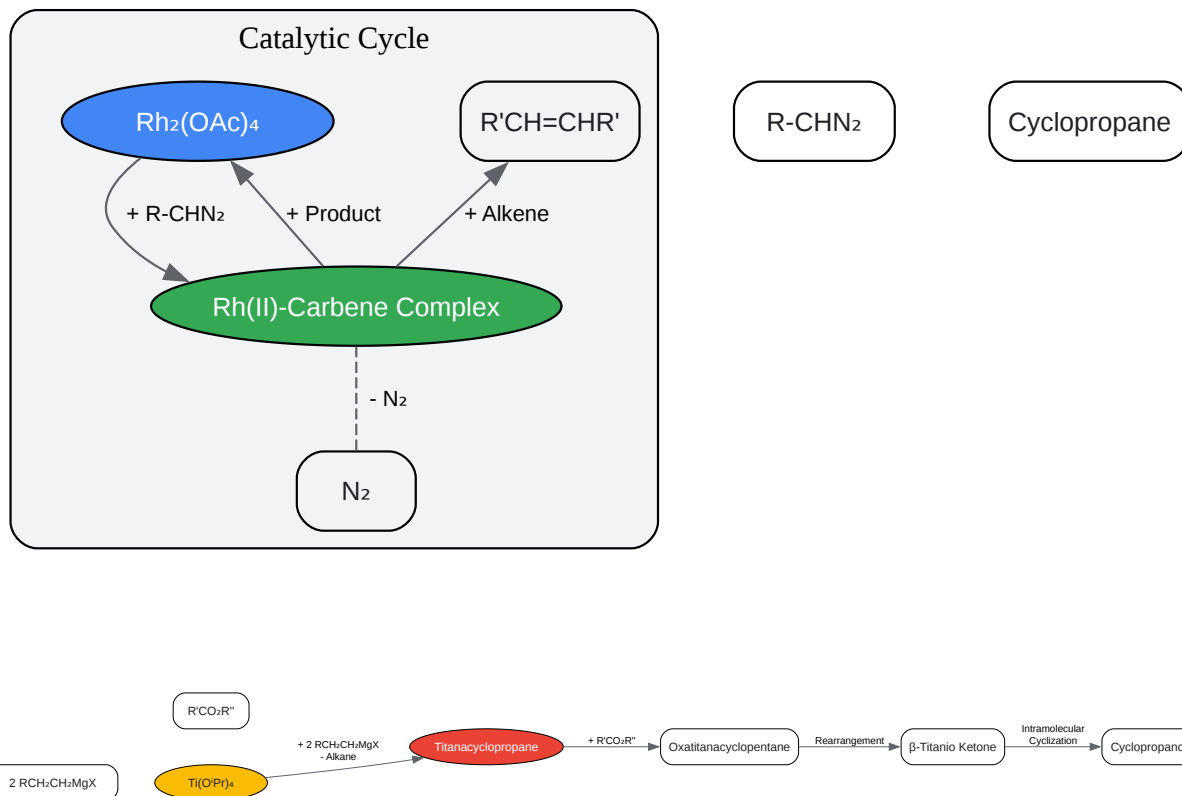 Catalytic Cycle
Rh₂(OAc)₄
R'CH=CHR'
R-CHN₂
Cyclopropane
+ R-CHN₂
+ Product
+ Alkene
Rh(II)-Carbene Complex
- N₂
N₂
R'CO₂R"
2 RCH₂CH₂MgX
Ti(OⁱPr)₄
+ 2 RCH₂CH₂MgX
- Alkane
Titanacyclopropane
+ R'CO₂R"
Oxatitanacyclopentane
Rearrangement
β-Titanio Ketone
Intramolecular
Cyclization
Cyclopropano